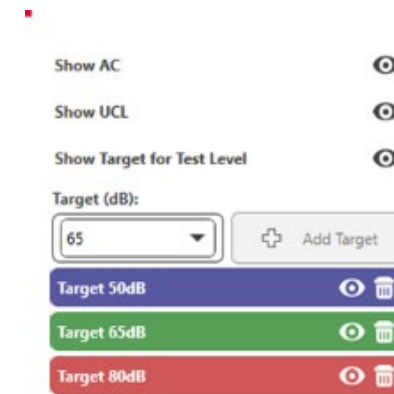 Show AC
Show UCL
Show Target for Test Level
Target (dB):
65 Add Target
Target 50dB
Target 65dB
Target 80dB